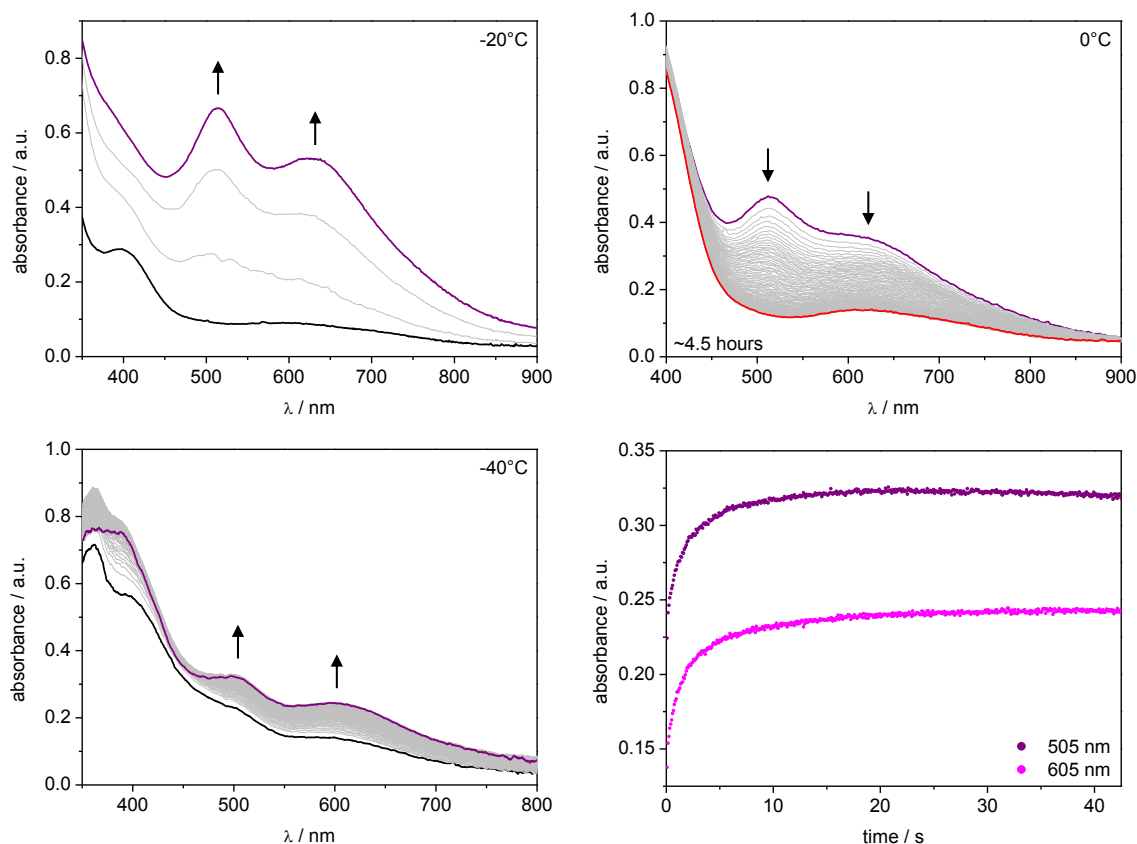 -20°C
absorbance / a.u.
0.8
0.6
0.4
0.2
0.0
400 500 600 700 800 900
λ / nm
0°C
absorbance / a.u.
1.0
0.8
0.6
0.4
0.2
0.0
~4.5 hours
400 500 600 700 800 900
λ / nm
-40°C
absorbance / a.u.
1.0
0.8
0.6
0.4
0.2
0.0
400 500 600 700 800
λ / nm
absorbance / a.u.
0.35
0.30
0.25
0.20
0.15
505 nm
605 nm
0 10 20 30 40
time / s